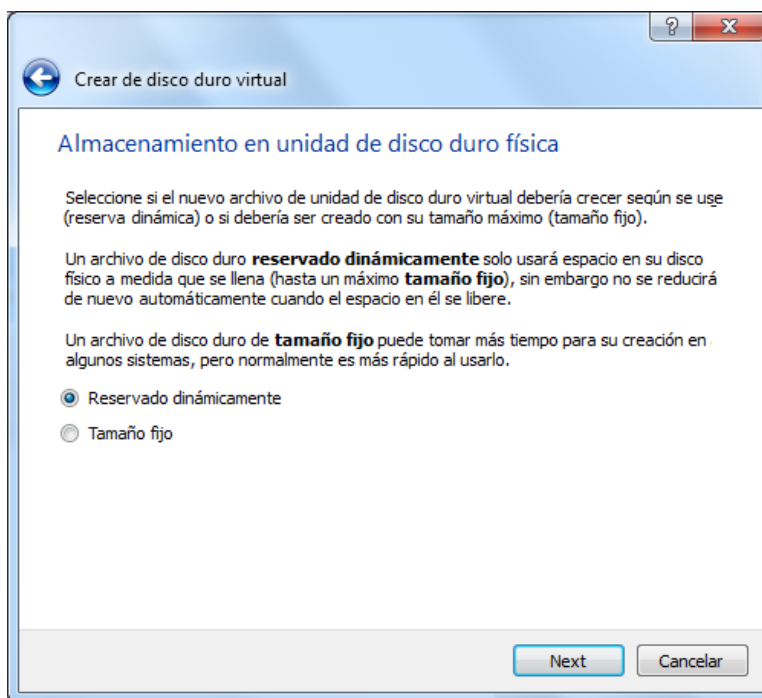 ?
x
Crear de disco duro virtual
Almacenamiento en unidad de disco duro física
Seleccione si el nuevo archivo de unidad de disco duro virtual debería crecer según se use
(reserva dinámica) o si debería ser creado con su tamaño máximo (tamaño fijo).
Un archivo de disco duro reservado dinámicamente solo usará espacio en su disco
físico a medida que se llena (hasta un máximo tamaño fijo), sin embargo no se reducirá
de nuevo automáticamente cuando el espacio en él se libere.
Un archivo de disco duro de tamaño fijo puede tomar más tiempo para su creación en
algunos sistemas, pero normalmente es más rápido al usarlo.
Reservado dinámicamente
Tamaño fijo
Next Cancelar